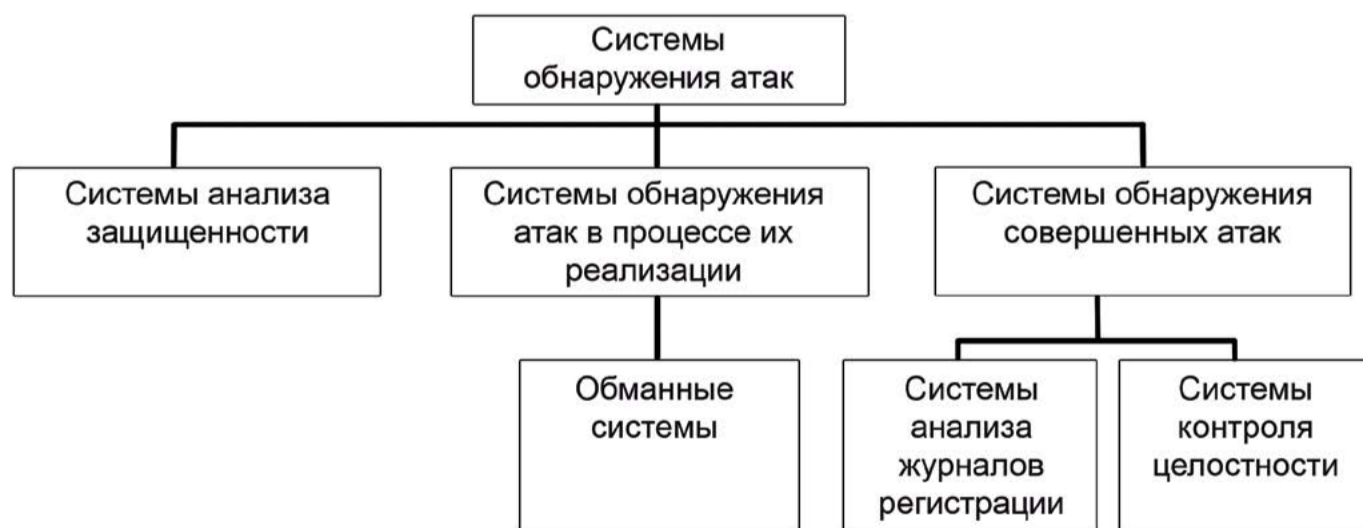 Системы
обнаружения атак
Системы анализа
защищенности
Системы обнаружения
атак в процессе их
реализации
Системы обнаружения
совершенных атак
Обманные
системы
Системы
анализа
журналов
регистрации
Системы
контроля
целостности